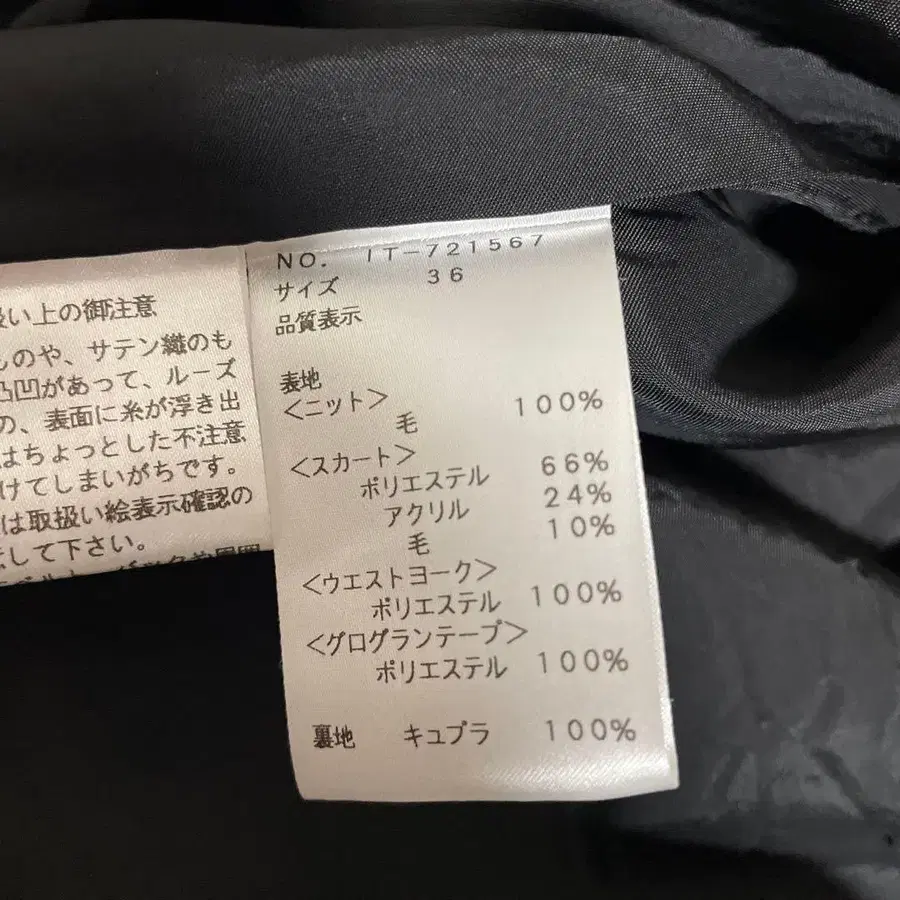 扱い上の御注意
ものや、サテン織のも
凸凹があって、ルーズ
の、表面に糸が浮き出
はちょっとした不注意
けてしまいがちです。
は取扱い絵表示確認の
して下さい。
NO. IT-721567
サイズ 36
品質表示
表地
<ニット>
毛 100%
<スカート>
ポリエステル 66%
アクリル 24%
毛 10%
<ウエストヨーク>
ポリエステル 100%
<グログランテープ>
ポリエステル 100%
裏地 キュプラ 100%